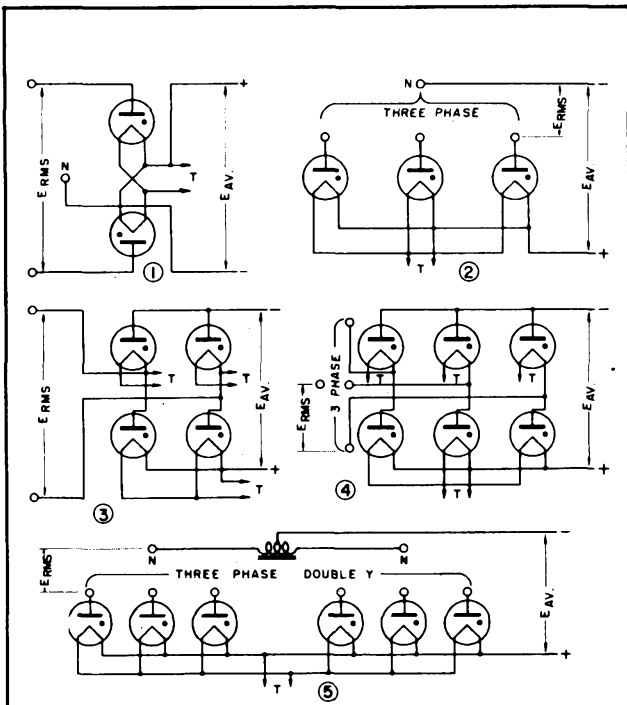 E RMS
N
T
E AV.
+
-
①
N
THREE PHASE
E RMS
E AV.
-
+
T
②
E RMS
T
T
E AV.
-
+
T
③
3 PHASE
E RMS
T
T
T
E AV.
-
+
T
④
E RMS
N
N
THREE PHASE DOUBLE Y
E AV.
-
+
T
⑤